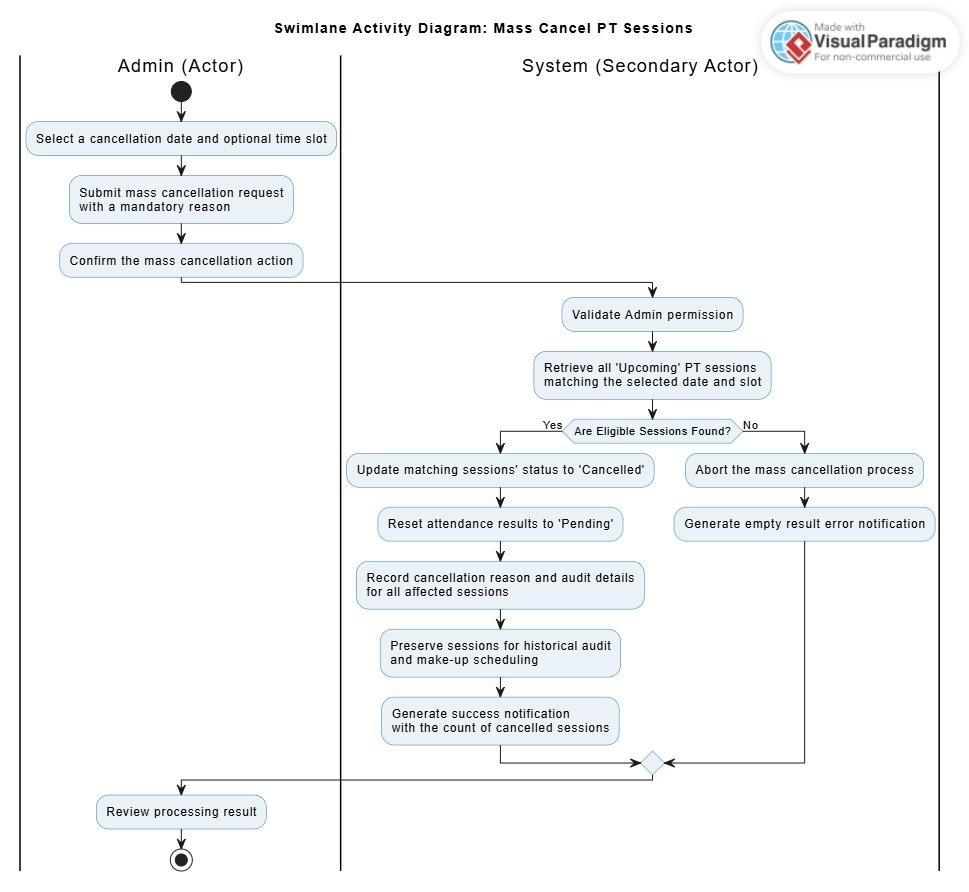 Swimlane Activity Diagram: Mass Cancel PT Sessions
Made with
VisualParadigm
For non-commercial use
Admin (Actor)
System (Secondary Actor)
Select a cancellation date and optional time slot
Submit mass cancellation request
with a mandatory reason
Confirm the mass cancellation action
Validate Admin permission
Retrieve all 'Upcoming' PT sessions
matching the selected date and slot
Yes
Are Eligible Sessions Found?
No
Update matching sessions' status to 'Cancelled'
Abort the mass cancellation process
Reset attendance results to 'Pending'
Generate empty result error notification
Record cancellation reason and audit details
for all affected sessions
Preserve sessions for historical audit
and make-up scheduling
Generate success notification
with the count of cancelled sessions
Review processing result